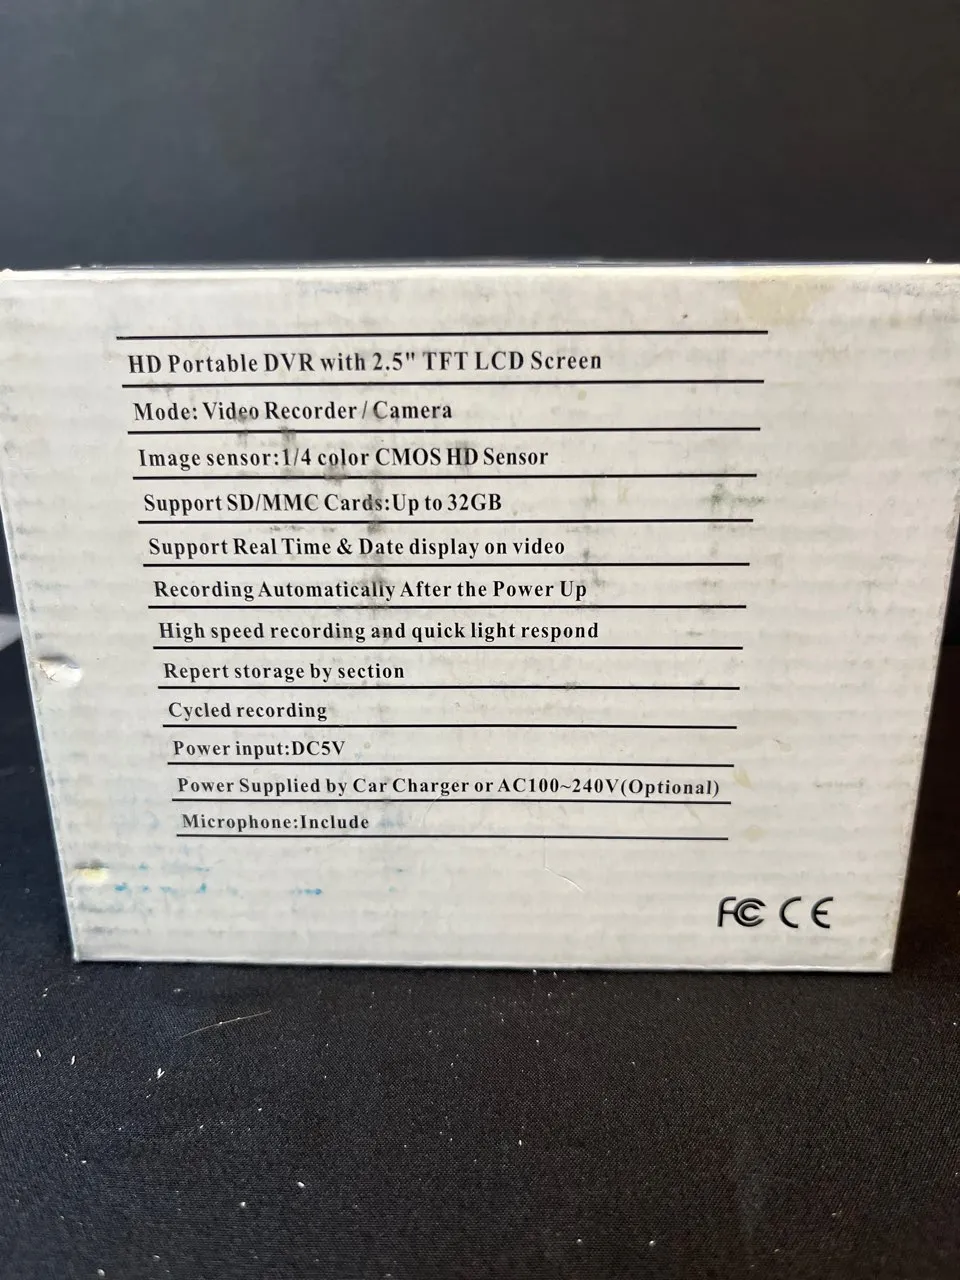 HD Portable DVR with 2.5" TFT LCD Screen
Mode: Video Recorder / Camera
Image sensor:1/4 color CMOS HD Sensor
Support SD/MMC Cards:Up to 32GB
Support Real Time & Date display on video
Recording Automatically After the Power Up
High speed recording and quick light respond
Repert storage by section
Cycled recording
Power input:DC5V
Power Supplied by Car Charger or AC100~240V(Optional)
Microphone:Include
FC CE